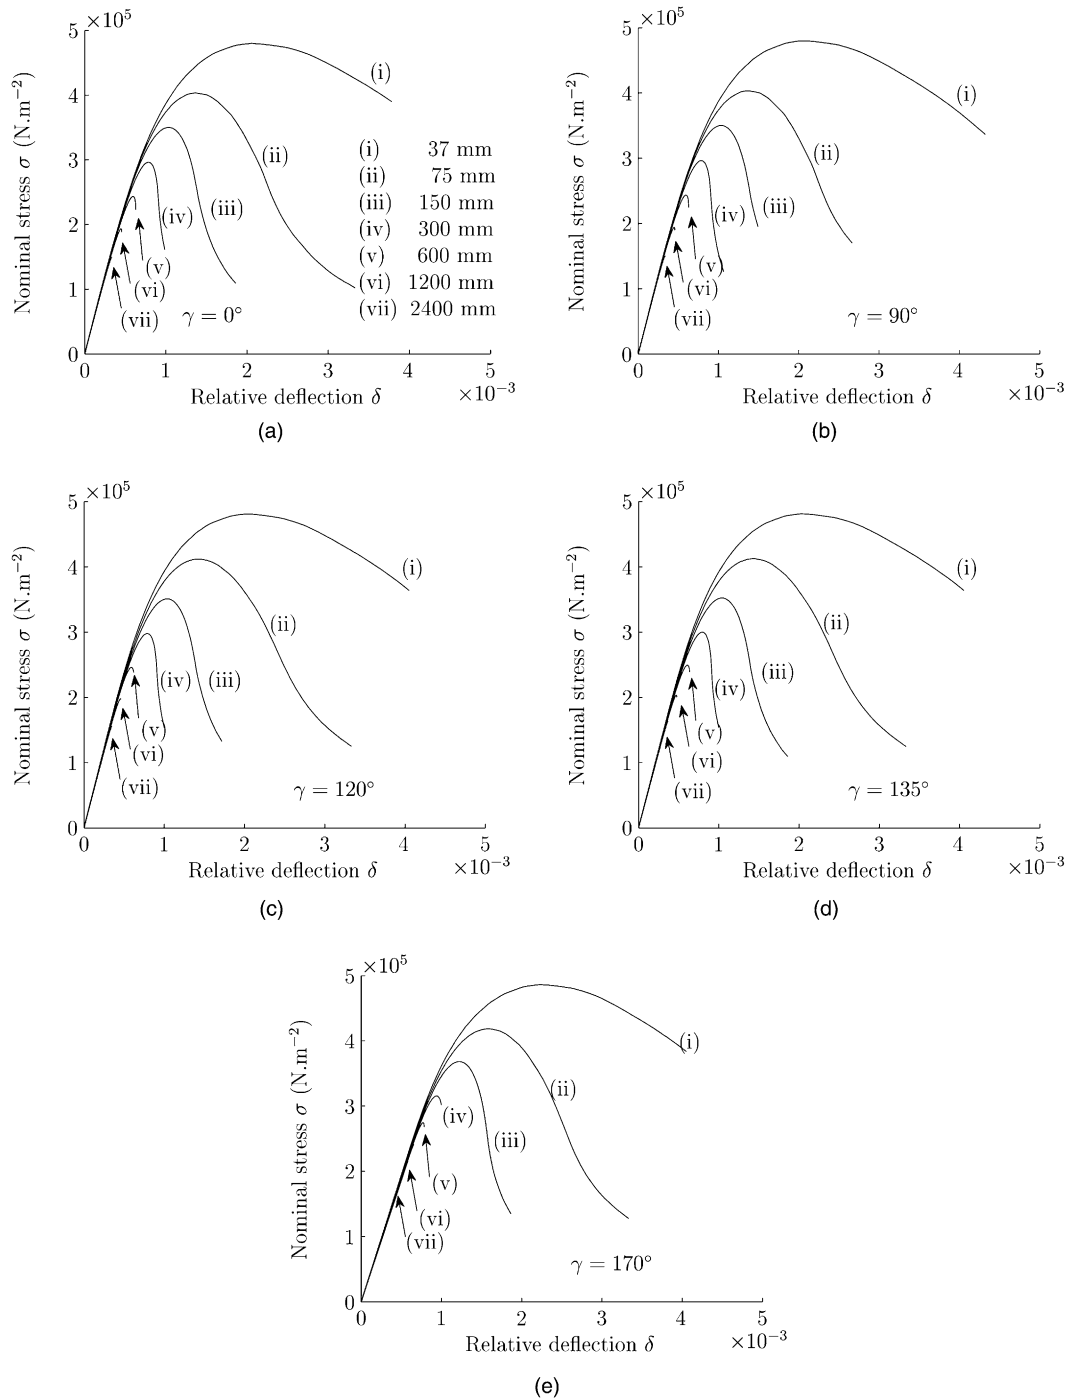 ×10⁵
5
4
3
2
1
0
Nominal stress σ (N.m⁻²)
(i)
(ii)
(iii)
(iv)
(v)
(vi)
(vii)
(i) 37 mm
(ii) 75 mm
(iii) 150 mm
(iv) 300 mm
(v) 600 mm
(vi) 1200 mm
(vii) 2400 mm
γ = 0°
0 1 2 3 4 5
Relative deflection δ ×10⁻³
(a)
×10⁵
5
4
3
2
1
0
Nominal stress σ (N.m⁻²)
(i)
(ii)
(iii)
(iv)
(v)
(vi)
(vii)
γ = 90°
0 1 2 3 4 5
Relative deflection δ ×10⁻³
(b)
×10⁵
5
4
3
2
1
0
Nominal stress σ (N.m⁻²)
(i)
(ii)
(iv) (iii)
(v)
(vi)
(vii)
γ = 120°
0 1 2 3 4 5
Relative deflection δ ×10⁻³
(c)
×10⁵
5
4
3
2
1
0
Nominal stress σ (N.m⁻²)
(i)
(ii)
(iii)
(iv)
(v)
(vi)
(vii)
γ = 135°
0 1 2 3 4 5
Relative deflection δ ×10⁻³
(d)
×10⁵
5
4
3
2
1
0
Nominal stress σ (N.m⁻²)
(i)
(ii)
(iv)
(iii)
(v)
(vi)
(vii)
γ = 170°
0 1 2 3 4 5
Relative deflection δ ×10⁻³
(e)